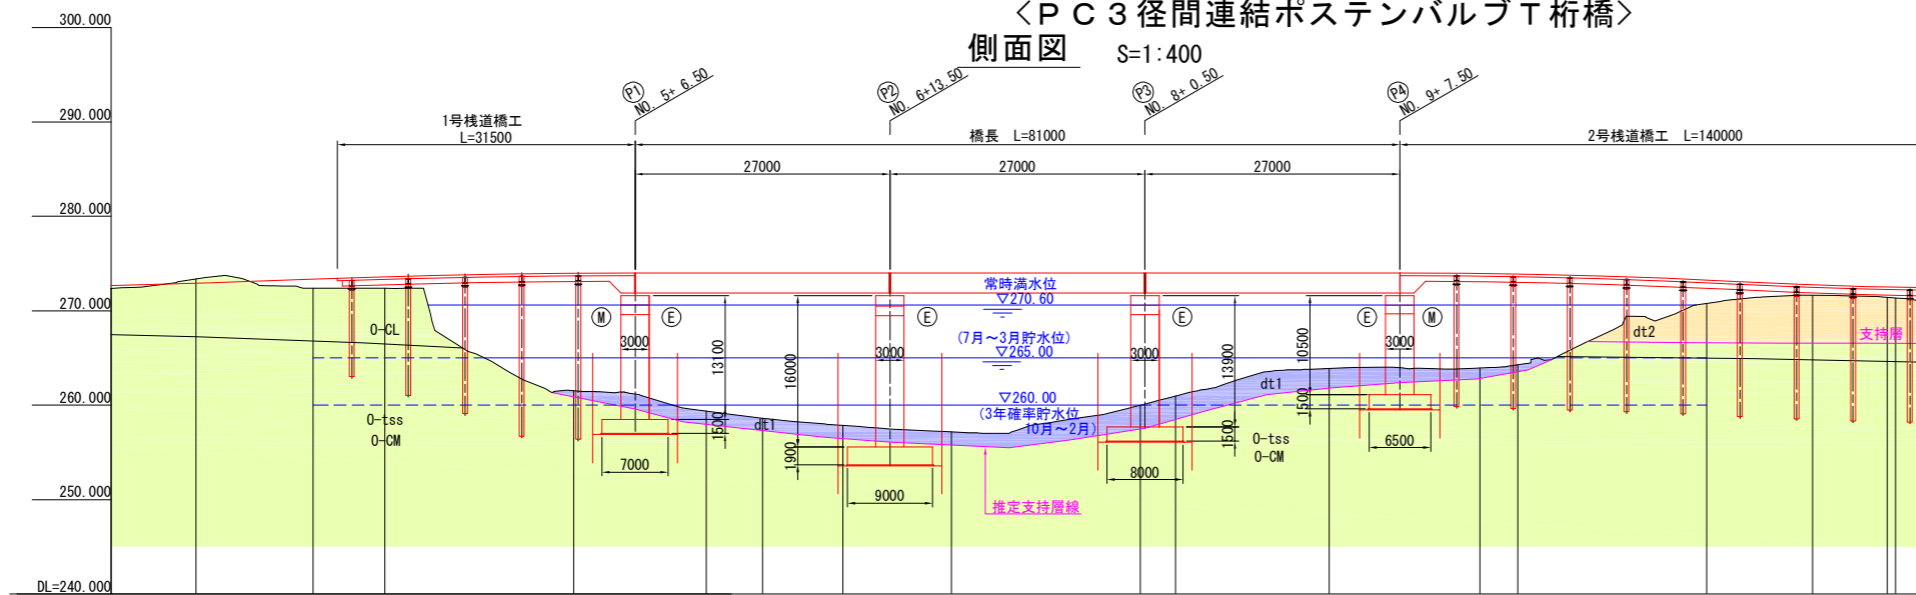 <ＰＣ３径間連結ポステンバルブＴ桁橋>
側面図 S=1:400
300.000
290.000
280.000
270.000
260.000
250.000
DL=240.000
P1
NO. 5+ 6.50
P2
NO. 6+13.50
P3
NO. 8+ 0.50
P4
NO. 9+ 7.50
1号桟道橋工
L=31500
橋長 L=81000
2号桟道橋工 L=140000
27000
27000
27000
常時満水位
▽270.60
(7月～3月貯水位)
▽265.00
▽260.00
(3年確率貯水位
10月～2月)
M
E
E
E
E
M
3000
3000
3000
3000
13100
16000
13900
10500
1500
1900
1500
1500
7000
9000
8000
6500
O-CL
O-tss
O-CM
dt1
dt1
dt2
O-tss
O-CM
支持層
推定支持層線